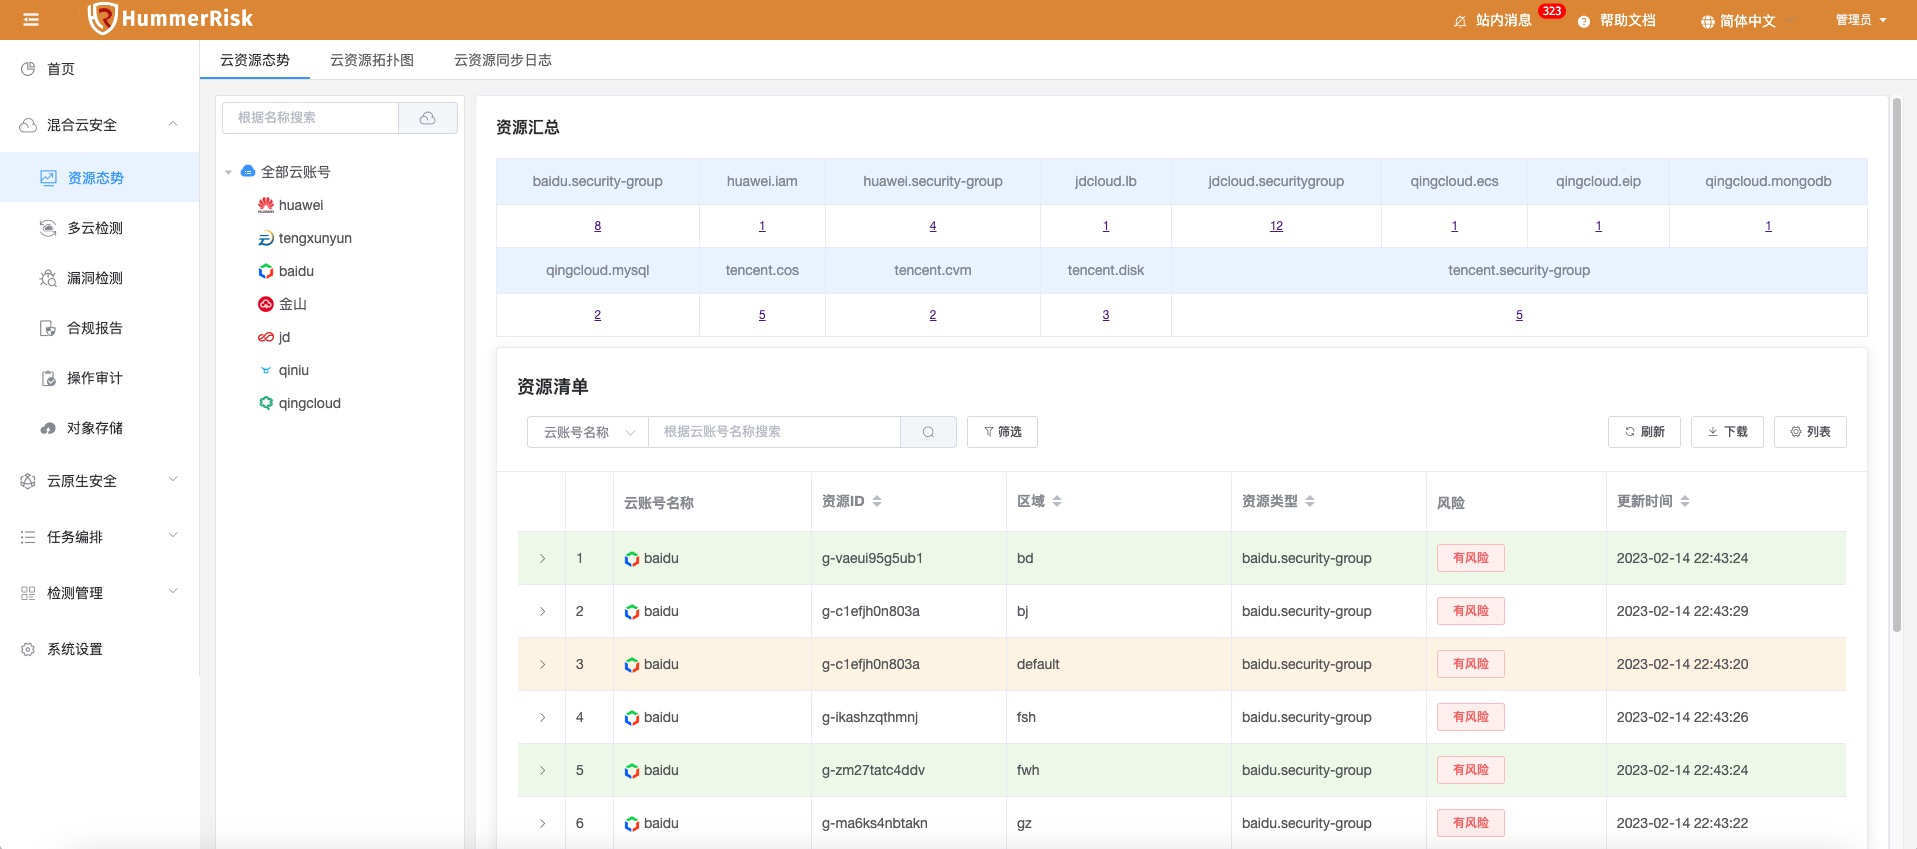 HummerRisk
站内消息 323 帮助文档 简体中文 管理员
首页
混合云安全
资源态势
多云检测
漏洞检测
合规报告
操作审计
对象存储
云原生安全
任务编排
检测管理
系统设置
云资源态势 云资源拓扑图 云资源同步日志
根据名称搜索
全部云账号
huawei
tengxunyun
baidu
金山
jd
qiniu
qingcloud
资源汇总
baidu.security-group huawei.iam huawei.security-group jdcloud.lb jdcloud.securitygroup qingcloud.ecs qingcloud.eip qingcloud.mongodb
8 1 4 1 12 1 1 1
qingcloud.mysql tencent.cos tencent.cvm tencent.disk tencent.security-group
2 5 2 3 5
资源清单
云账号名称 根据云账号名称搜索 筛选 刷新 下载 列表
云账号名称 资源ID 区域 资源类型 风险 更新时间
1 baidu g-vaeui95g5ub1 bd baidu.security-group 有风险 2023-02-14 22:43:24
2 baidu g-c1efjh0n803a bj baidu.security-group 有风险 2023-02-14 22:43:29
3 baidu g-c1efjh0n803a default baidu.security-group 有风险 2023-02-14 22:43:20
4 baidu g-ikashzqthmnj fsh baidu.security-group 有风险 2023-02-14 22:43:26
5 baidu g-zm27tatc4ddv fwh baidu.security-group 有风险 2023-02-14 22:43:24
6 baidu g-ma6ks4nbtakn gz baidu.security-group 有风险 2023-02-14 22:43:22